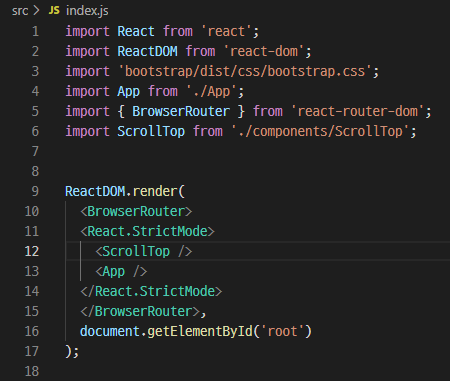 src > JS index.js
1 import React from 'react';
2 import ReactDOM from 'react-dom';
3 import 'bootstrap/dist/css/bootstrap.css';
4 import App from './App';
5 import { BrowserRouter } from 'react-router-dom';
6 import ScrollTop from './components/ScrollTop';
7
8
9 ReactDOM.render(
10   <BrowserRouter>
11   <React.StrictMode>
12     <ScrollTop />
13     <App />
14   </React.StrictMode>
15   </BrowserRouter>,
16   document.getElementById('root')
17 );
18